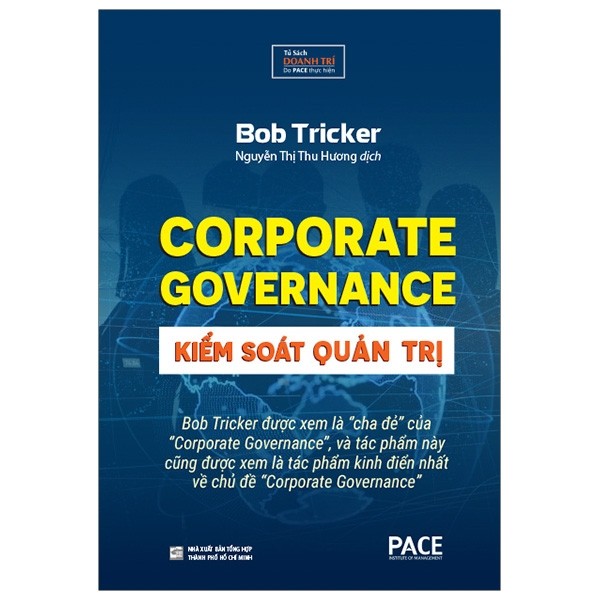 Tủ Sách
DOANH TRÍ
Do PACE thực hiện
Bob Tricker
Nguyễn Thị Thu Hương dịch
CORPORATE
GOVERNANCE
KIỂM SOÁT QUẢN TRỊ
Bob Tricker được xem là “cha đẻ” của
“Corporate Governance”, và tác phẩm này
cũng được xem là tác phẩm kinh điển nhất
về chủ đề “Corporate Governance”
NHÀ XUẤT BẢN TỔNG HỢP
THÀNH PHỐ HỒ CHÍ MINH
PACE
INSTITUTE OF MANAGEMENT